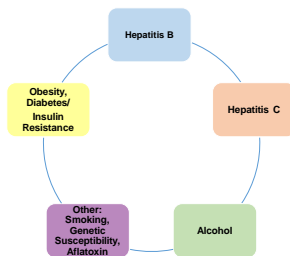 Hepatitis B
Hepatitis C
Alcohol
Other:
Smoking,
Genetic
Susceptibility,
Aflatoxin
Obesity,
Diabetes/
Insulin
Resistance